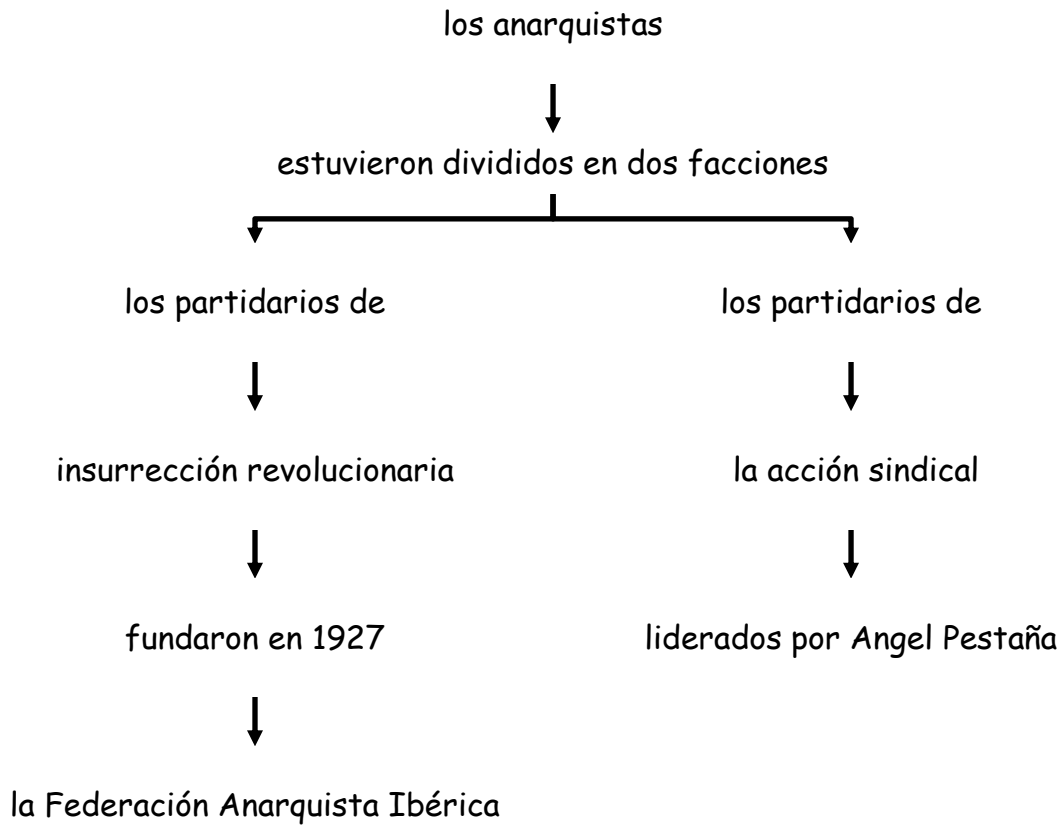 los anarquistas
estuvieron divididos en dos facciones
los partidarios de
los partidarios de
insurrección revolucionaria
la acción sindical
fundaron en 1927
liderados por Angel Pestaña
la Federación Anarquista Ibérica